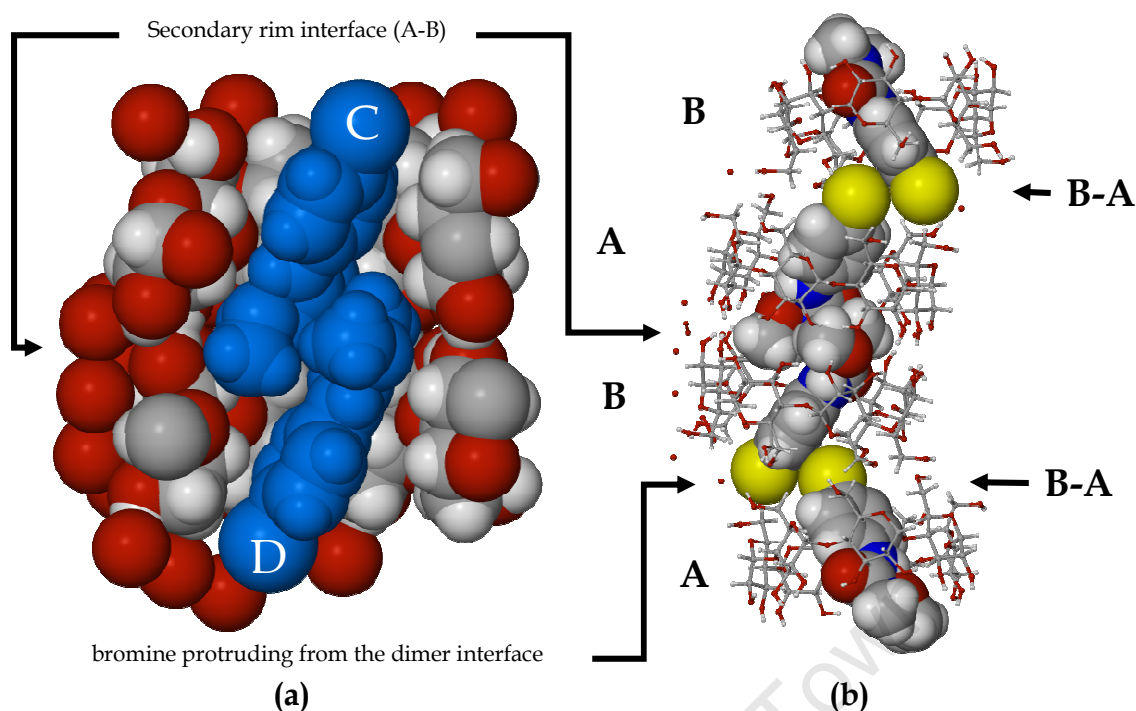 Secondary rim interface (A-B)
C
B
B-A
A
B
B-A
D
A
bromine protruding from the dimer interface
(a)
(b)